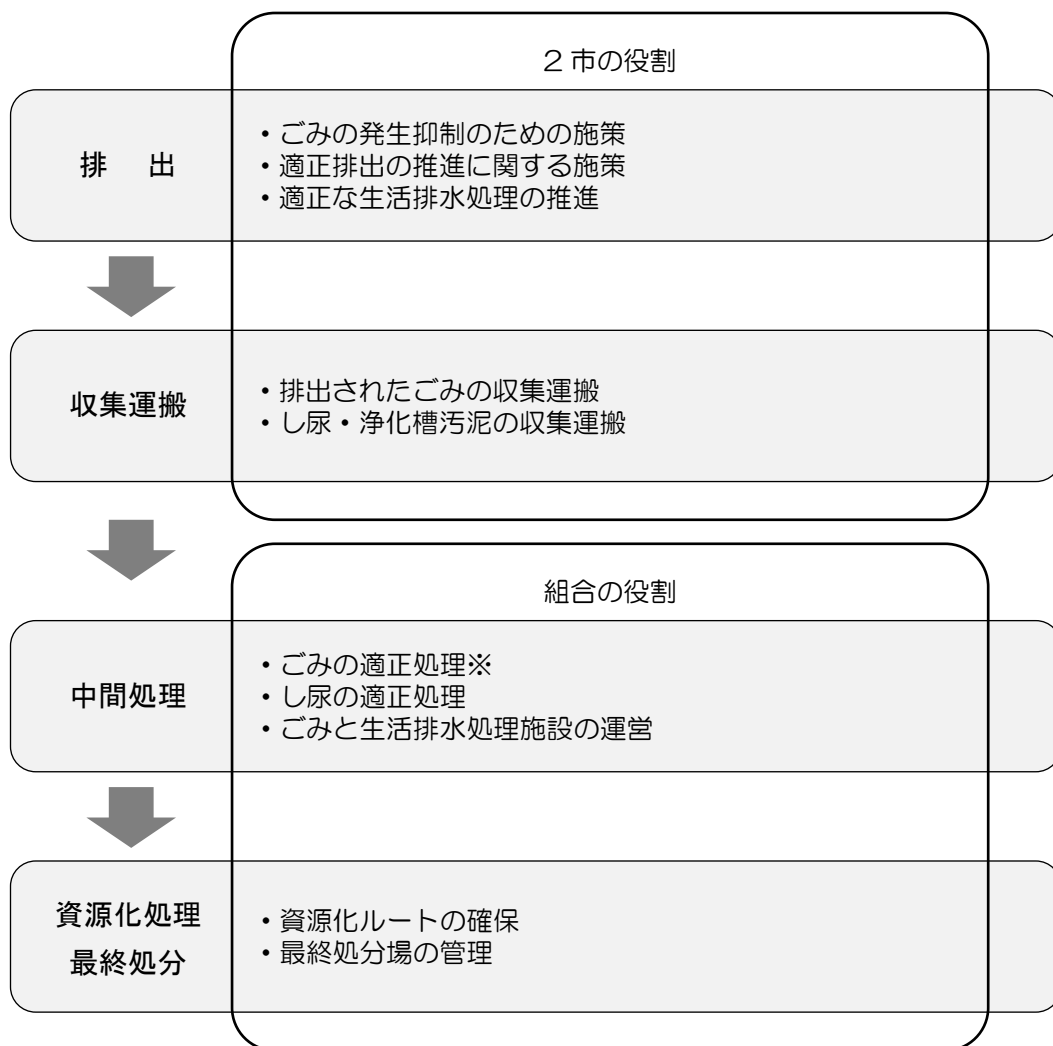 2市の役割
排 出
・ごみの発生抑制のための施策
・適正排出の推進に関する施策
・適正な生活排水処理の推進
収集運搬
・排出されたごみの収集運搬
・し尿・浄化槽汚泥の収集運搬
組合の役割
中間処理
・ごみの適正処理※
・し尿の適正処理
・ごみと生活排水処理施設の運営
資源化処理
最終処分
・資源化ルートの確保
・最終処分場の管理